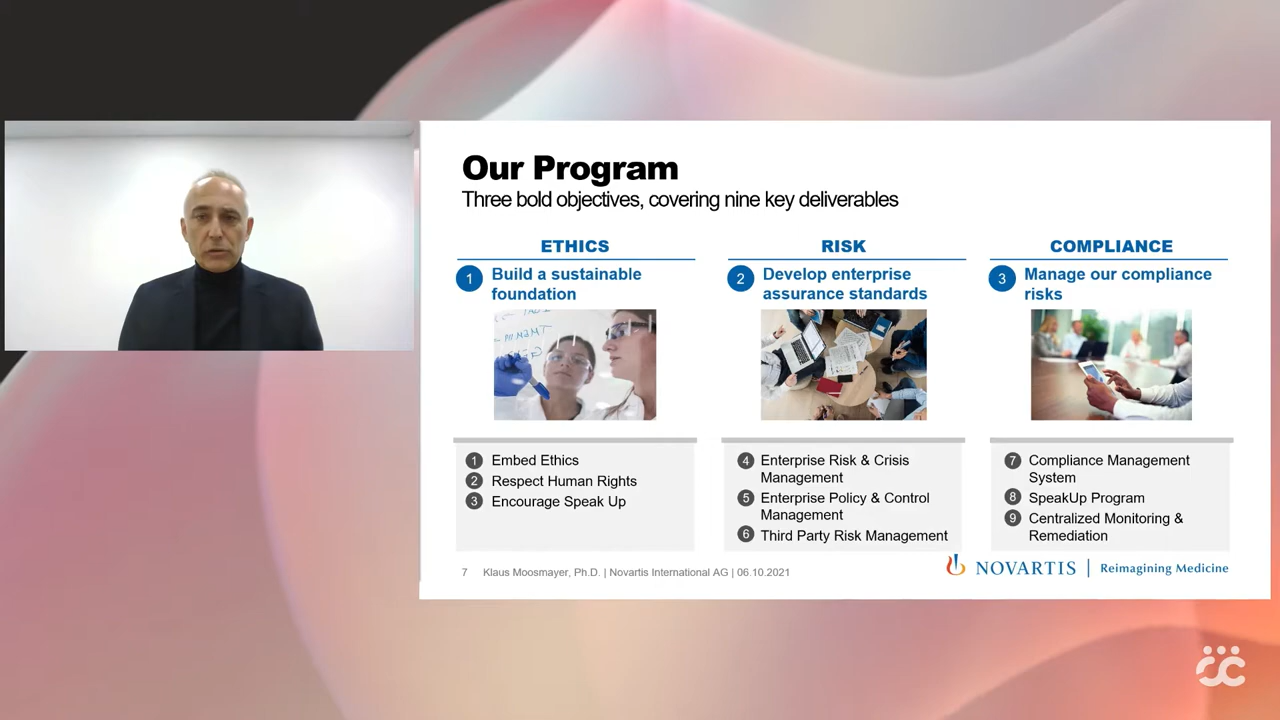 Our Program
Three bold objectives, covering nine key deliverables
ETHICS
1 Build a sustainable
foundation
RISK
2 Develop enterprise
assurance standards
COMPLIANCE
3 Manage our compliance
risks
1 Embed Ethics
2 Respect Human Rights
3 Encourage Speak Up
4 Enterprise Risk & Crisis
Management
5 Enterprise Policy & Control
Management
6 Third Party Risk Management
7 Compliance Management
System
8 SpeakUp Program
9 Centralized Monitoring &
Remediation
7 Klaus Moosmayer, Ph.D. | Novartis International AG | 06.10.2021
NOVARTIS | Reimagining Medicine